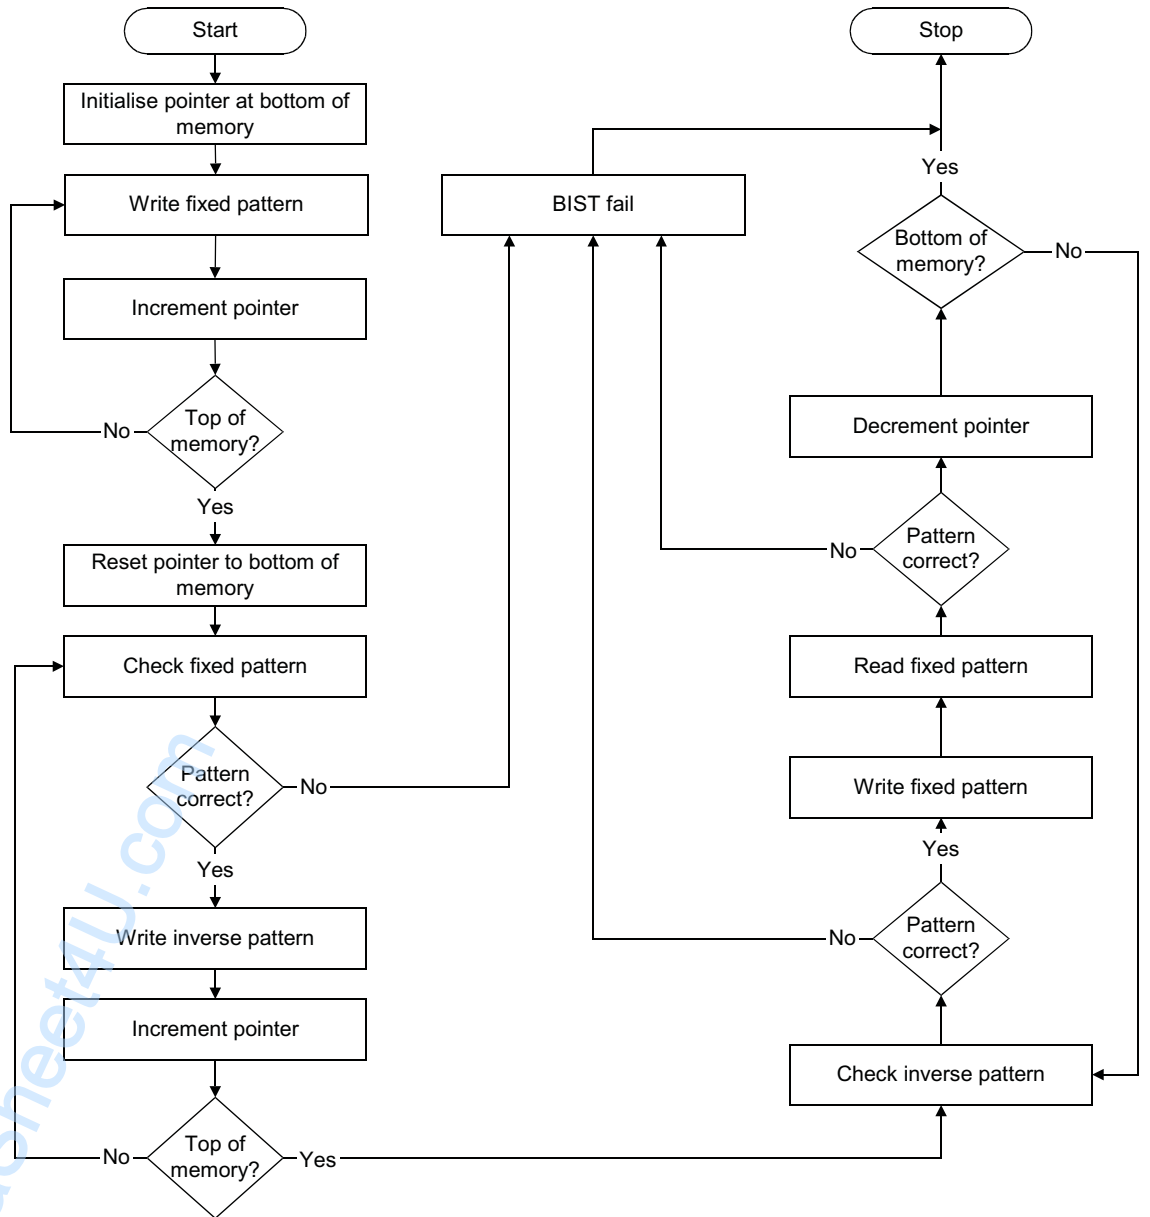 Start
Initialise pointer at bottom of
memory
Write fixed pattern
Increment pointer
Top of
memory?
No
Yes
Reset pointer to bottom of
memory
Check fixed pattern
Pattern
correct?
No
Yes
Write inverse pattern
Increment pointer
Top of
memory?
No
Yes
BIST fail
Stop
Yes
Bottom of
memory?
No
Decrement pointer
Pattern
correct?
No
Read fixed pattern
Write fixed pattern
Yes
Pattern
correct?
No
Check inverse pattern
heet4U.com